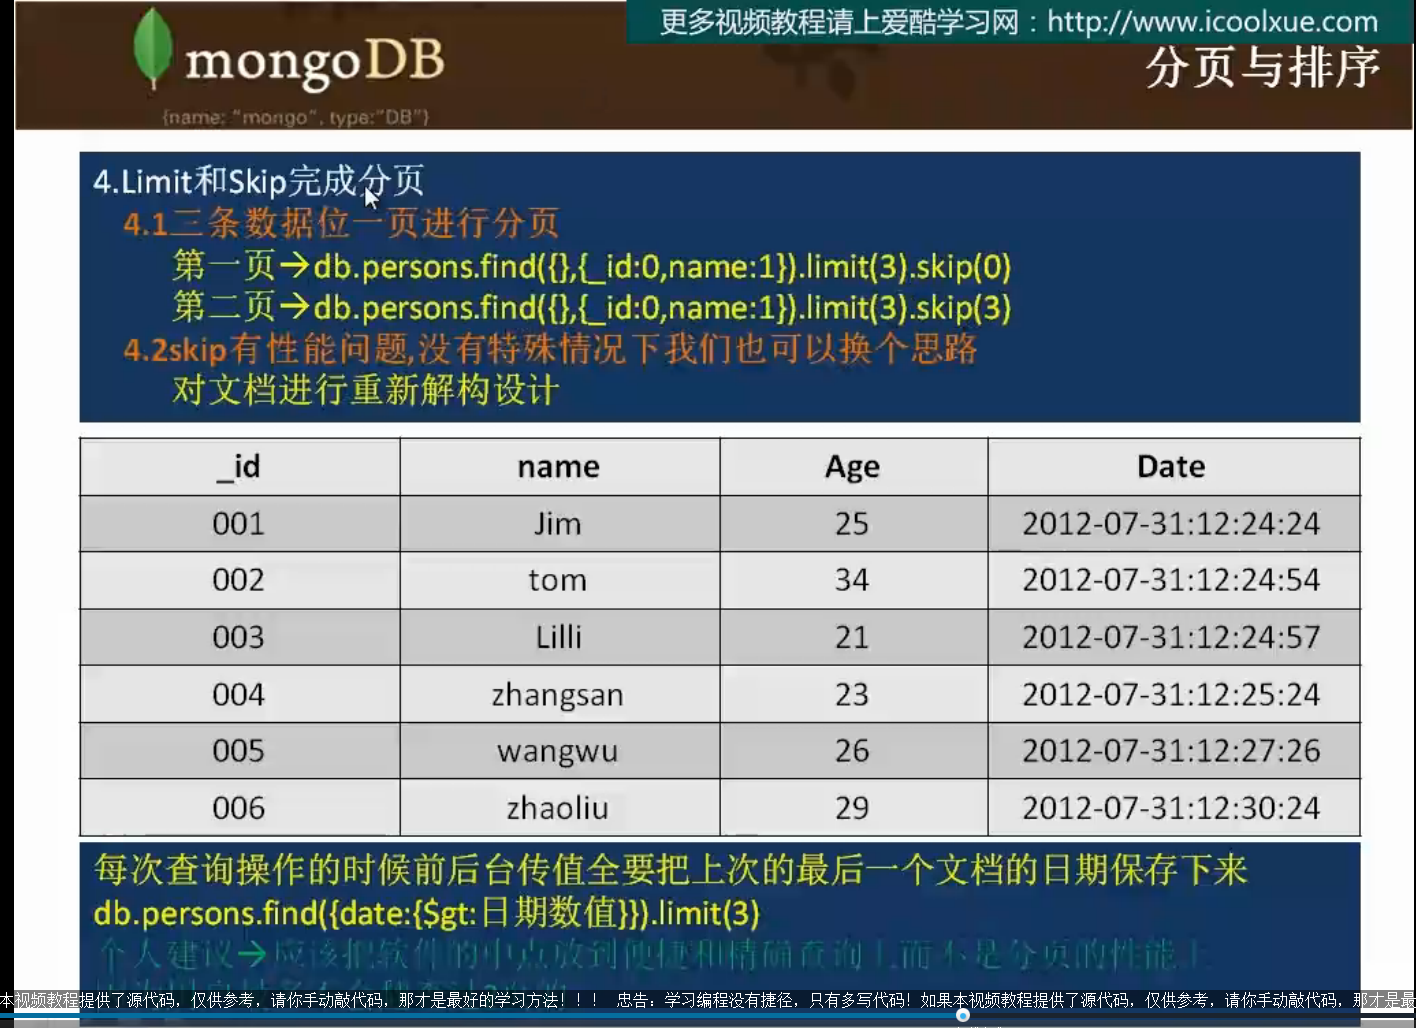 更多视频教程请上爱酷学习网：http://www.icoolxue.com
mongoDB
分页与排序
{name: “mongo”, type:“DB”}
4.Limit和Skip完成分页
4.1三条数据位一页进行分页
第一页→db.persons.find({},{_id:0,name:1}).limit(3).skip(0)
第二页→db.persons.find({},{_id:0,name:1}).limit(3).skip(3)
4.2skip有性能问题,没有特殊情况下我们也可以换个思路
对文档进行重新解构设计
_id name Age Date
001 Jim 25 2012-07-31:12:24:24
002 tom 34 2012-07-31:12:24:54
003 Lilli 21 2012-07-31:12:24:57
004 zhangsan 23 2012-07-31:12:25:24
005 wangwu 26 2012-07-31:12:27:26
006 zhaoliu 29 2012-07-31:12:30:24
每次查询操作的时候前后台传值全要把上次的最后一个文档的日期保存下来
db.persons.find({date:{$gt:日期数值}}).limit(3)
个人建议→应该把软件的中点放到便捷和精确查询上而不是分页的性能上
本视频教程提供了源代码，仅供参考，请你手动敲代码，那才是最好的学习方法！！！ 忠告：学习编程没有捷径，只有多写代码！如果本视频教程提供了源代码，仅供参考，请你手动敲代码，那才是最